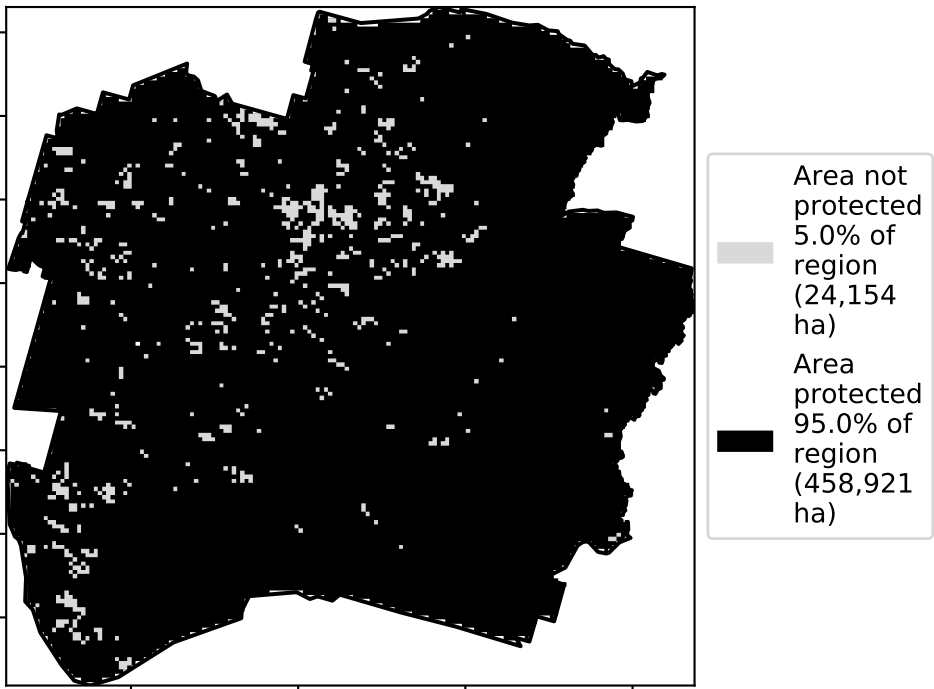 Area not
protected
5.0% of
region
(24,154
ha)
Area
protected
95.0% of
region
(458,921
ha)